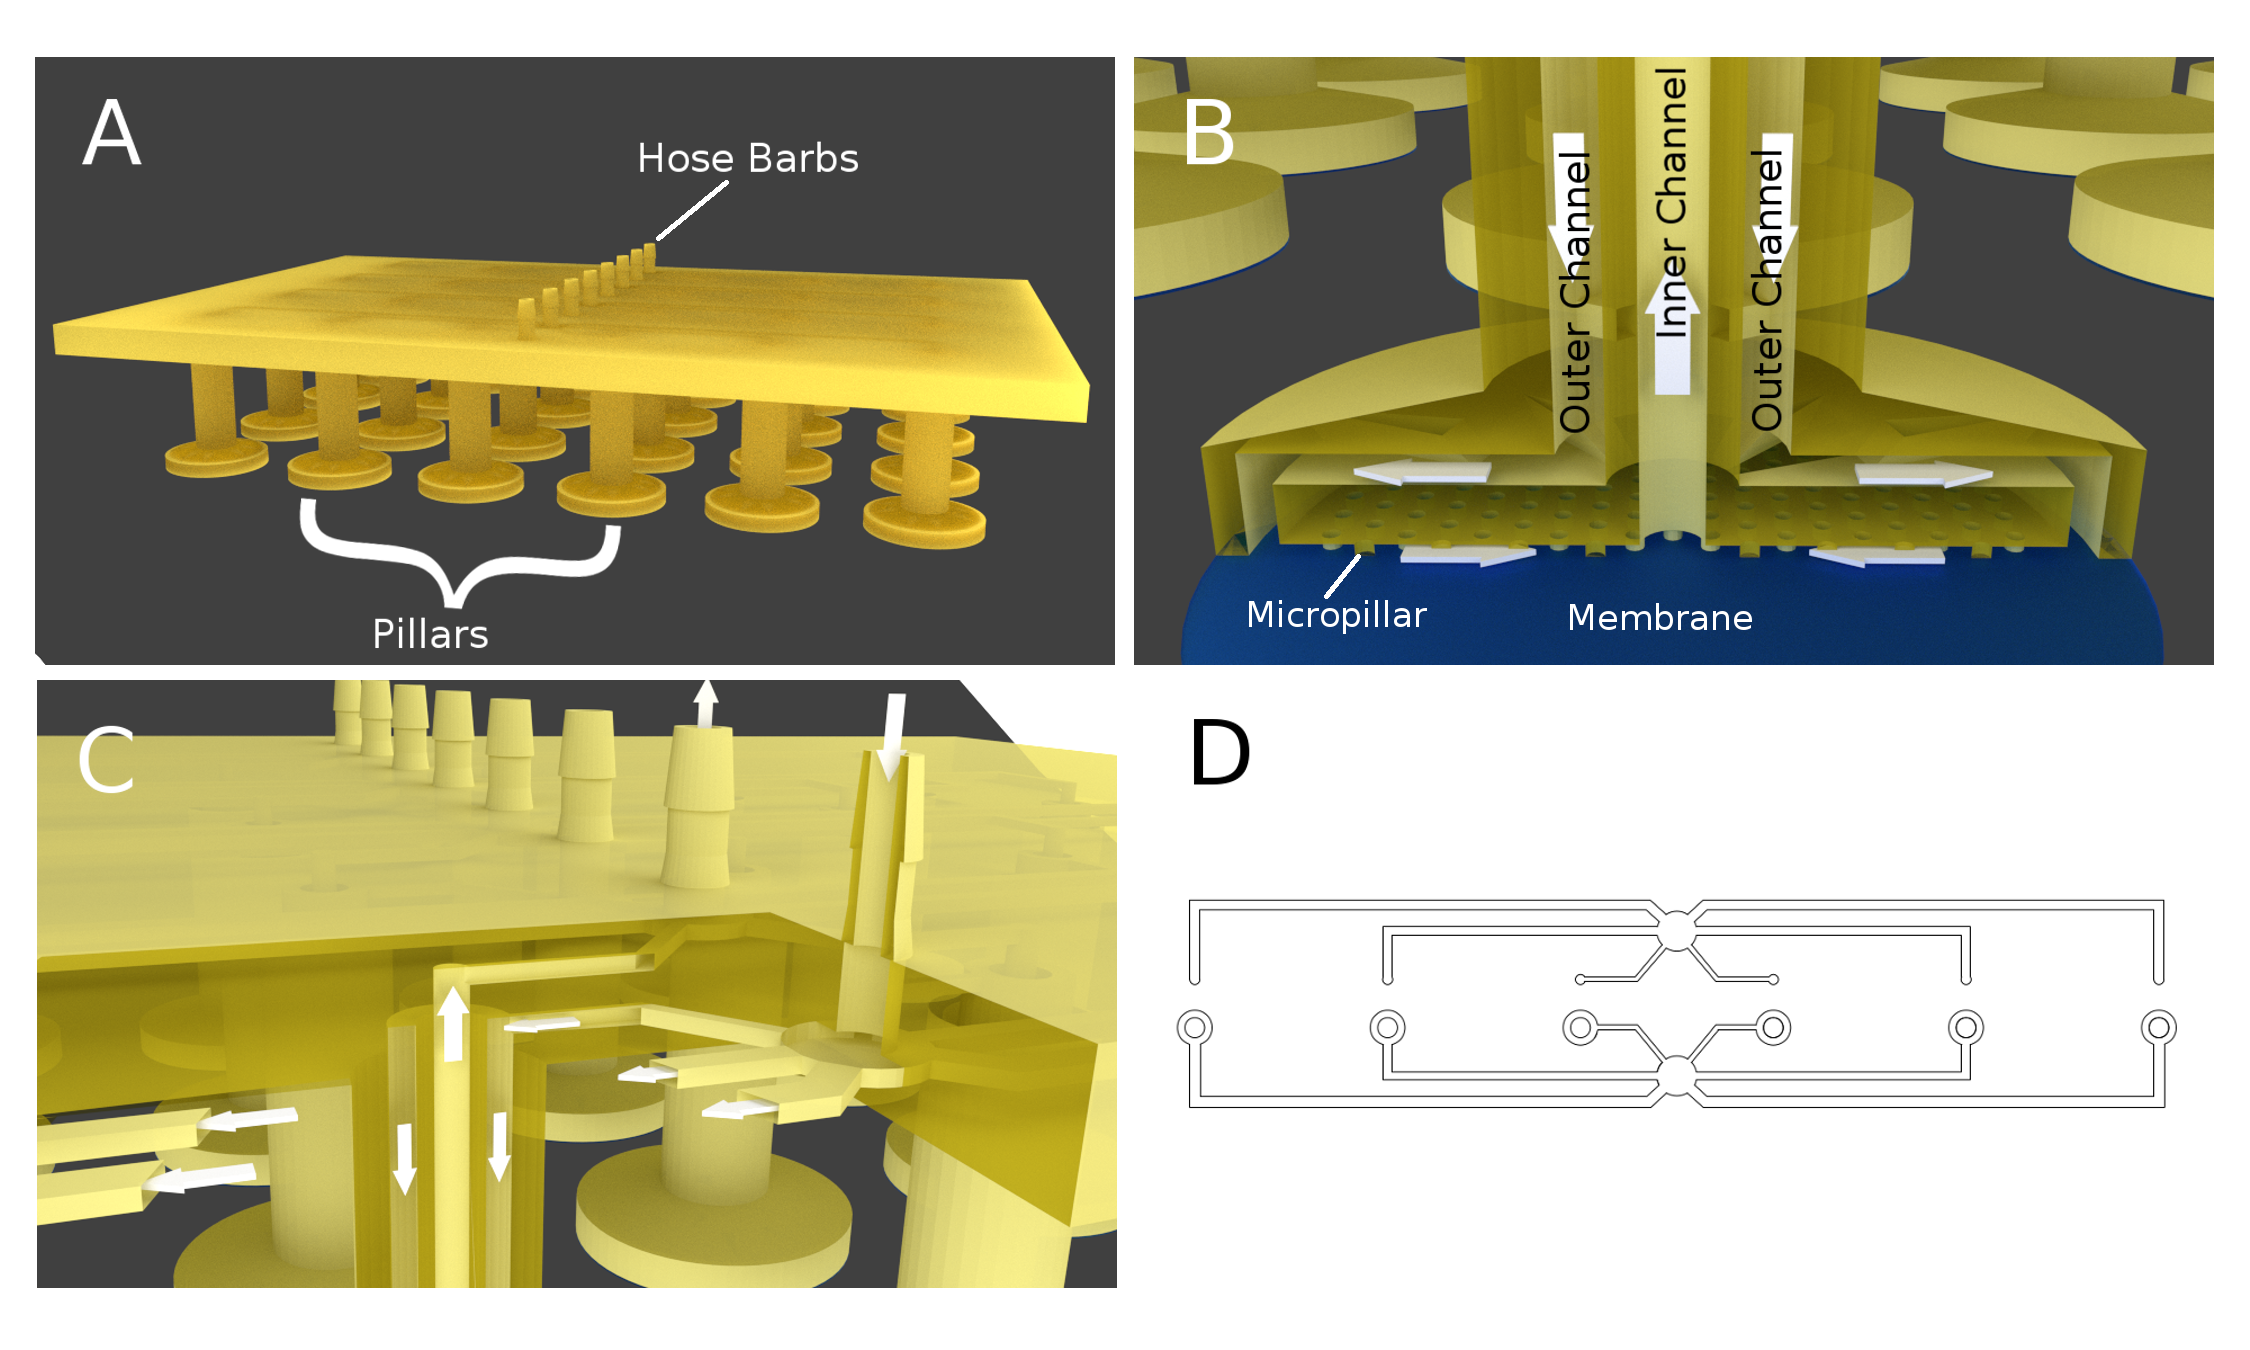 A
Hose Barbs
Pillars
B
Outer Channel
Inner Channel
Outer Channel
Micropillar
Membrane
C
D